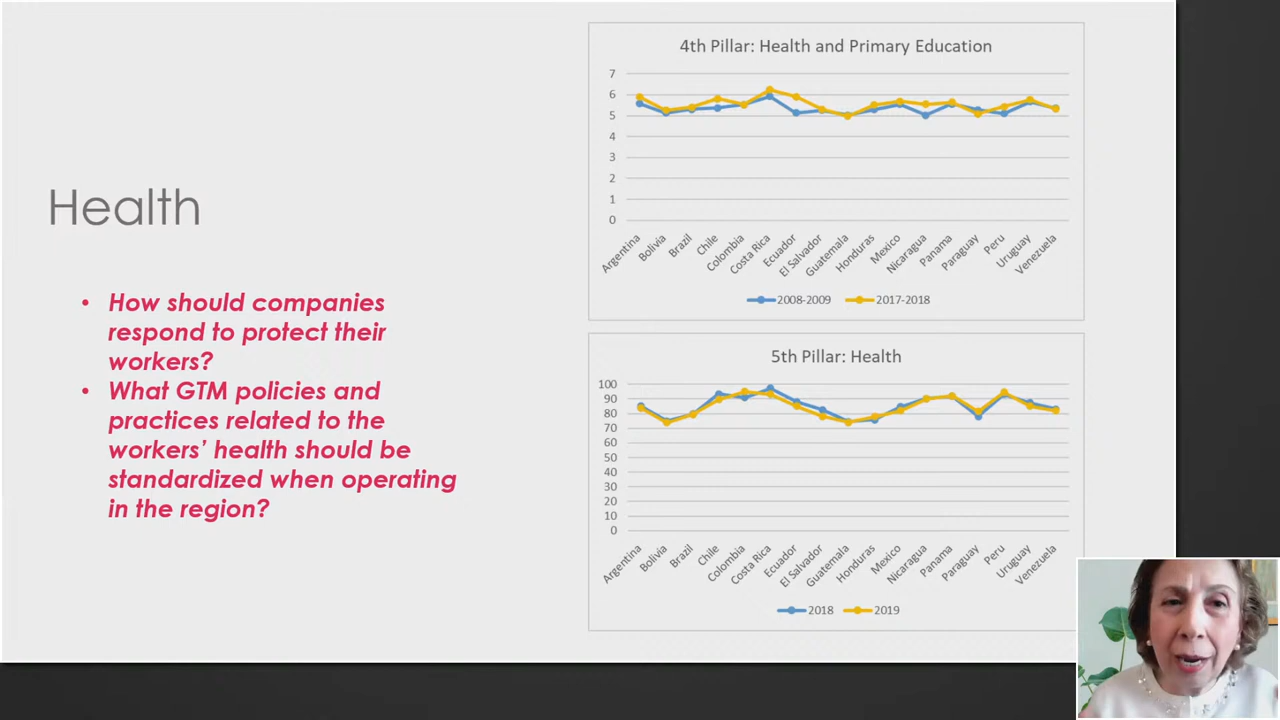 Health
• How should companies
respond to protect their
workers?
• What GTM policies and
practices related to the
workers’ health should be
standardized when operating
in the region?
4th Pillar: Health and Primary Education
7
6
5
4
3
2
1
0
Argentina
Bolivia
Brazil
Chile
Colombia
Costa Rica
Ecuador
El Salvador
Guatemala
Honduras
Mexico
Nicaragua
Panama
Paraguay
Peru
Uruguay
Venezuela
2008-2009 2017-2018
5th Pillar: Health
100
90
80
70
60
50
40
30
20
10
0
Argentina
Bolivia
Brazil
Chile
Colombia
Costa Rica
Ecuador
El Salvador
Guatemala
Honduras
Mexico
Nicaragua
Panama
Paraguay
Peru
Uruguay
Venezuela
2018 2019